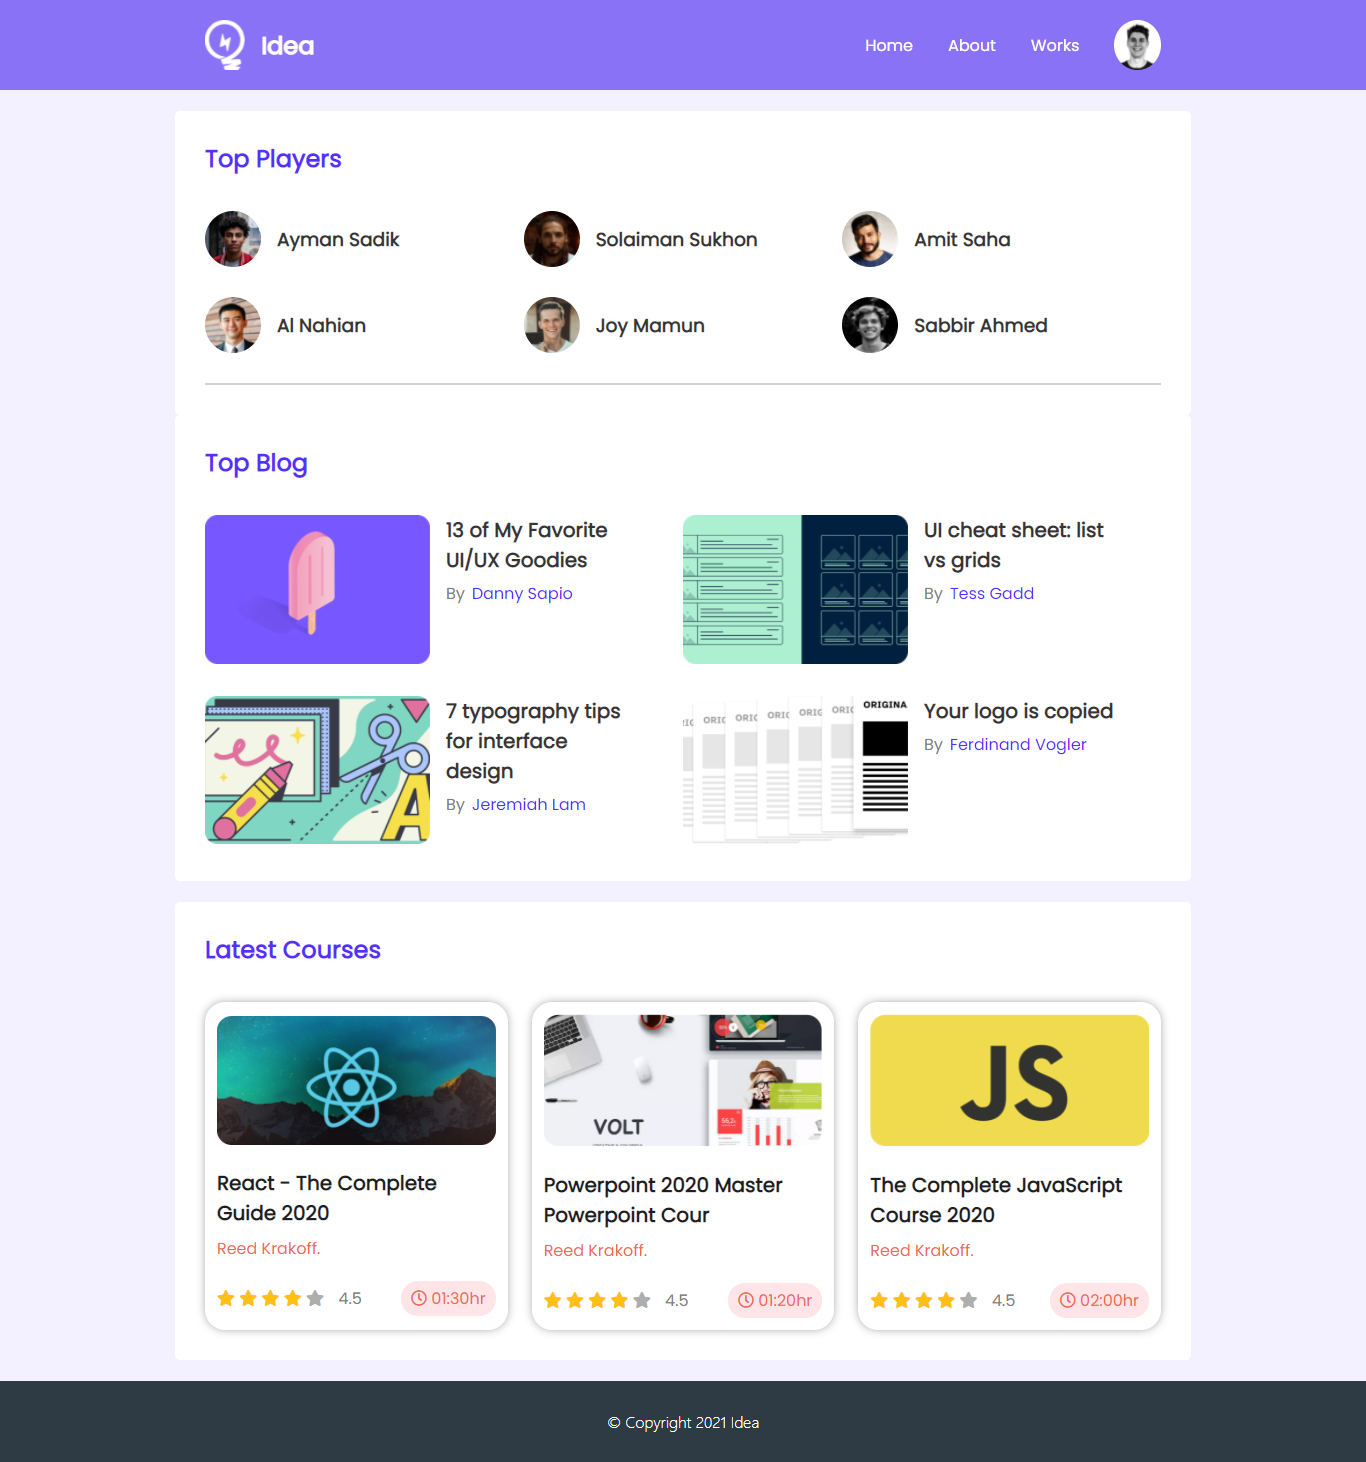 Idea
Home About Works
Top Players
Ayman Sadik
Solaiman Sukhon
Amit Saha
Al Nahian
Joy Mamun
Sabbir Ahmed
Top Blog
13 of My Favorite
UI/UX Goodies
By Danny Sapio
UI cheat sheet: list
vs grids
By Tess Gadd
7 typography tips
for interface
design
By Jeremiah Lam
ORIG
ORIG
ORIG
ORIG
ORIGINA
Your logo is copied
By Ferdinand Vogler
Latest Courses
React - The Complete
Guide 2020
Reed Krakoff.
4.5
01:30hr
VOLT
Powerpoint 2020 Master
Powerpoint Cour
Reed Krakoff.
4.5
01:20hr
JS
The Complete JavaScript
Course 2020
Reed Krakoff.
4.5
02:00hr
© Copyright 2021 Idea